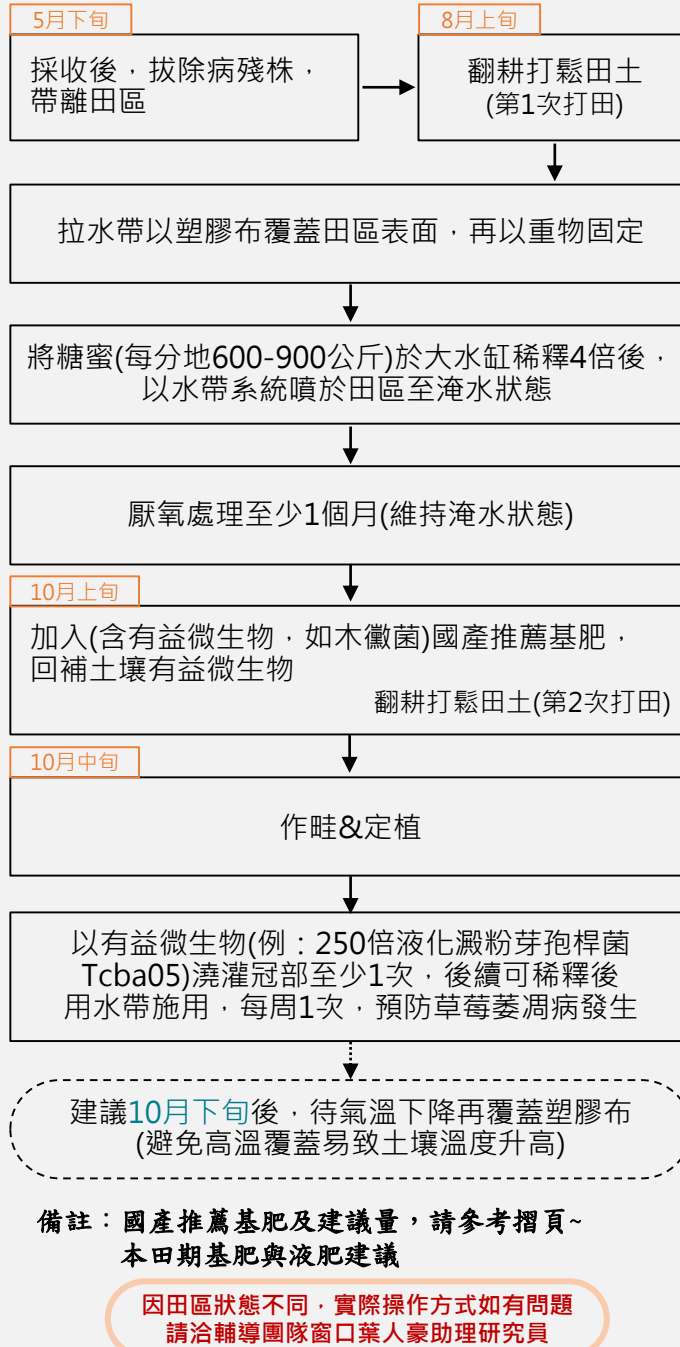 5月下旬
採收後，拔除病殘株，
帶離田區
8月上旬
翻耕打鬆田土
(第1次打田)
拉水帶以塑膠布覆蓋田區表面，再以重物固定
將糖蜜(每分地600-900公斤)於大水缸稀釋4倍後，
以水帶系統噴於田區至淹水狀態
厭氧處理至少1個月(維持淹水狀態)
10月上旬
加入(含有益微生物，如木黴菌)國產推薦基肥，
回補土壤有益微生物
翻耕打鬆田土(第2次打田)
10月中旬
作畦&定植
以有益微生物(例：250倍液化澱粉芽孢桿菌
Tcba05)澆灌冠部至少1次，後續可稀釋後
用水帶施用，每周1次，預防草莓萎凋病發生
建議10月下旬後，待氣溫下降再覆蓋塑膠布
(避免高溫覆蓋易致土壤溫度升高)
備註：國產推薦基肥及建議量，請參考摺頁~
本田期基肥與液肥建議
因田區狀態不同，實際操作方式如有問題
請洽輔導團隊窗口葉人豪助理研究員